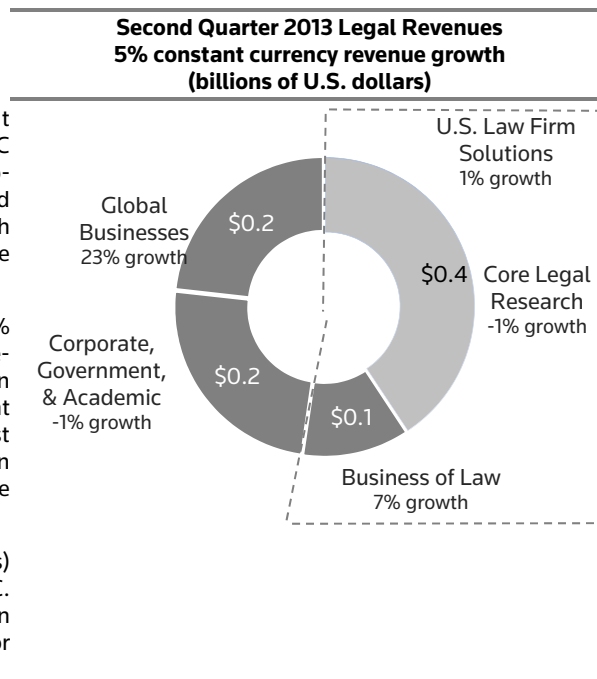 Second Quarter 2013 Legal Revenues
5% constant currency revenue growth
(billions of U.S. dollars)
U.S. Law Firm
Solutions
1% growth
Global
Businesses
23% growth
$0.2
$0.4
Core Legal
Research
-1% growth
Corporate,
Government,
& Academic
-1% growth
$0.2
$0.1
Business of Law
7% growth